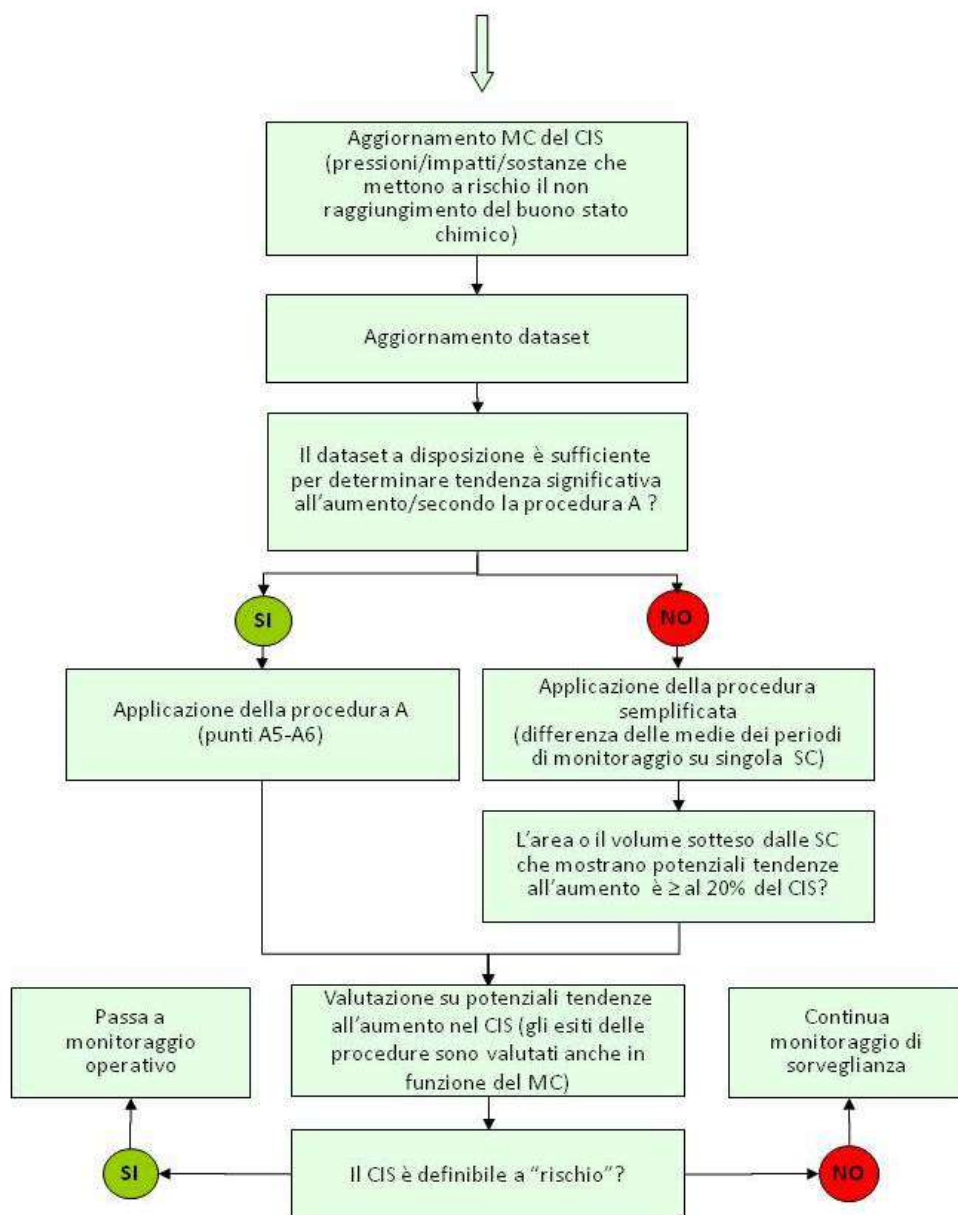 Aggiornamento MC del CIS
(pressioni/impatti/sostanze che
mettono a rischio il non
raggiungimento del buono stato
chimico)
Aggiornamento dataset
Il dataset a disposizione è sufficiente
per determinare tendenza significativa
all'aumento/secondo la procedura A ?
SI
NO
Applicazione della procedura A
(punti A5-A6)
Applicazione della procedura
semplificata
(differenza delle medie dei periodi
di monitoraggio su singola SC)
L'area o il volume sotteso dalle SC
che mostrano potenziali tendenze
all'aumento è ≥ al 20% del CIS?
Passa a
monitoraggio
operativo
Valutazione su potenziali tendenze
all'aumento nel CIS (gli esiti delle
procedure sono valutati anche in
funzione del MC)
Continua
monitoraggio di
sorveglianza
SI
Il CIS è definibile a "rischio"?
NO